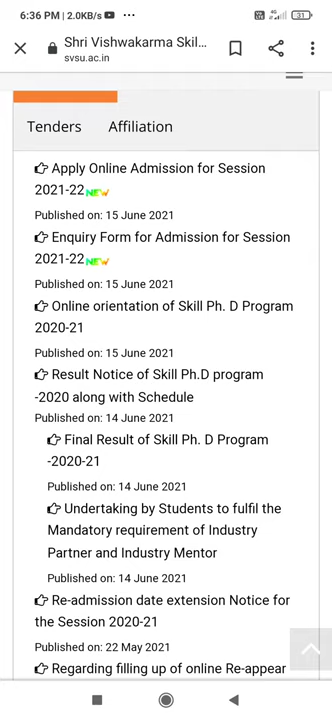 6:36 PM | 2.0KB/s
4G
31
Shri Vishwakarma Skil...
svsu.ac.in
Tenders Affiliation
Apply Online Admission for Session
2021-22 NEW
Published on: 15 June 2021
Enquiry Form for Admission for Session
2021-22 NEW
Published on: 15 June 2021
Online orientation of Skill Ph. D Program
2020-21
Published on: 15 June 2021
Result Notice of Skill Ph.D program
-2020 along with Schedule
Published on: 14 June 2021
Final Result of Skill Ph. D Program
-2020-21
Published on: 14 June 2021
Undertaking by Students to fulfil the
Mandatory requirement of Industry
Partner and Industry Mentor
Published on: 14 June 2021
Re-admission date extension Notice for
the Session 2020-21
Published on: 22 May 2021
Regarding filling up of online Re-appear